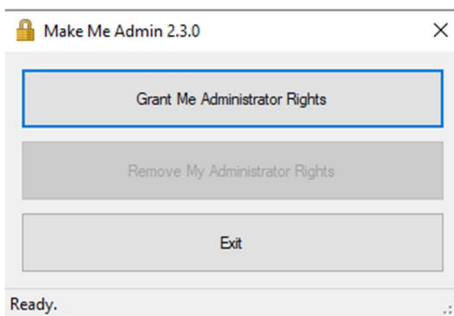 Make Me Admin 2.3.0
Grant Me Administrator Rights
Remove My Administrator Rights
Exit
Ready.